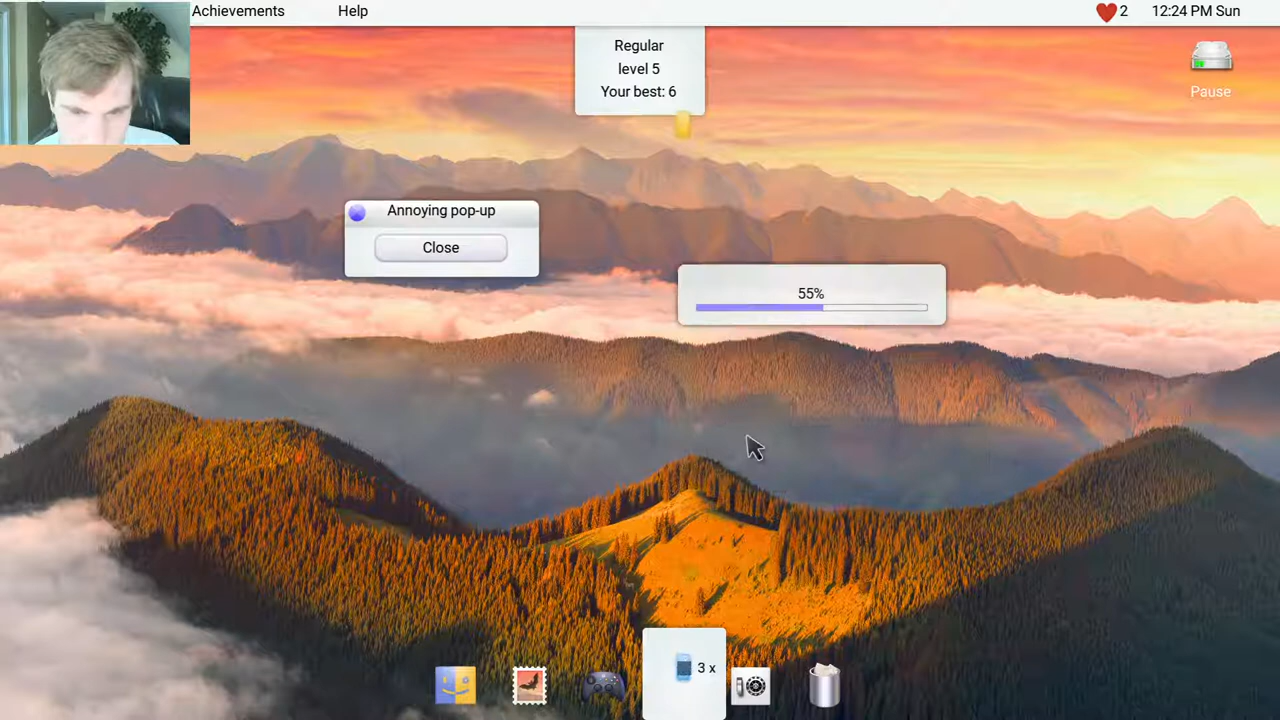 Achievements
Help
2
12:24 PM Sun
Regular
level 5
Your best: 6
Pause
Annoying pop-up
Close
55%
3 x